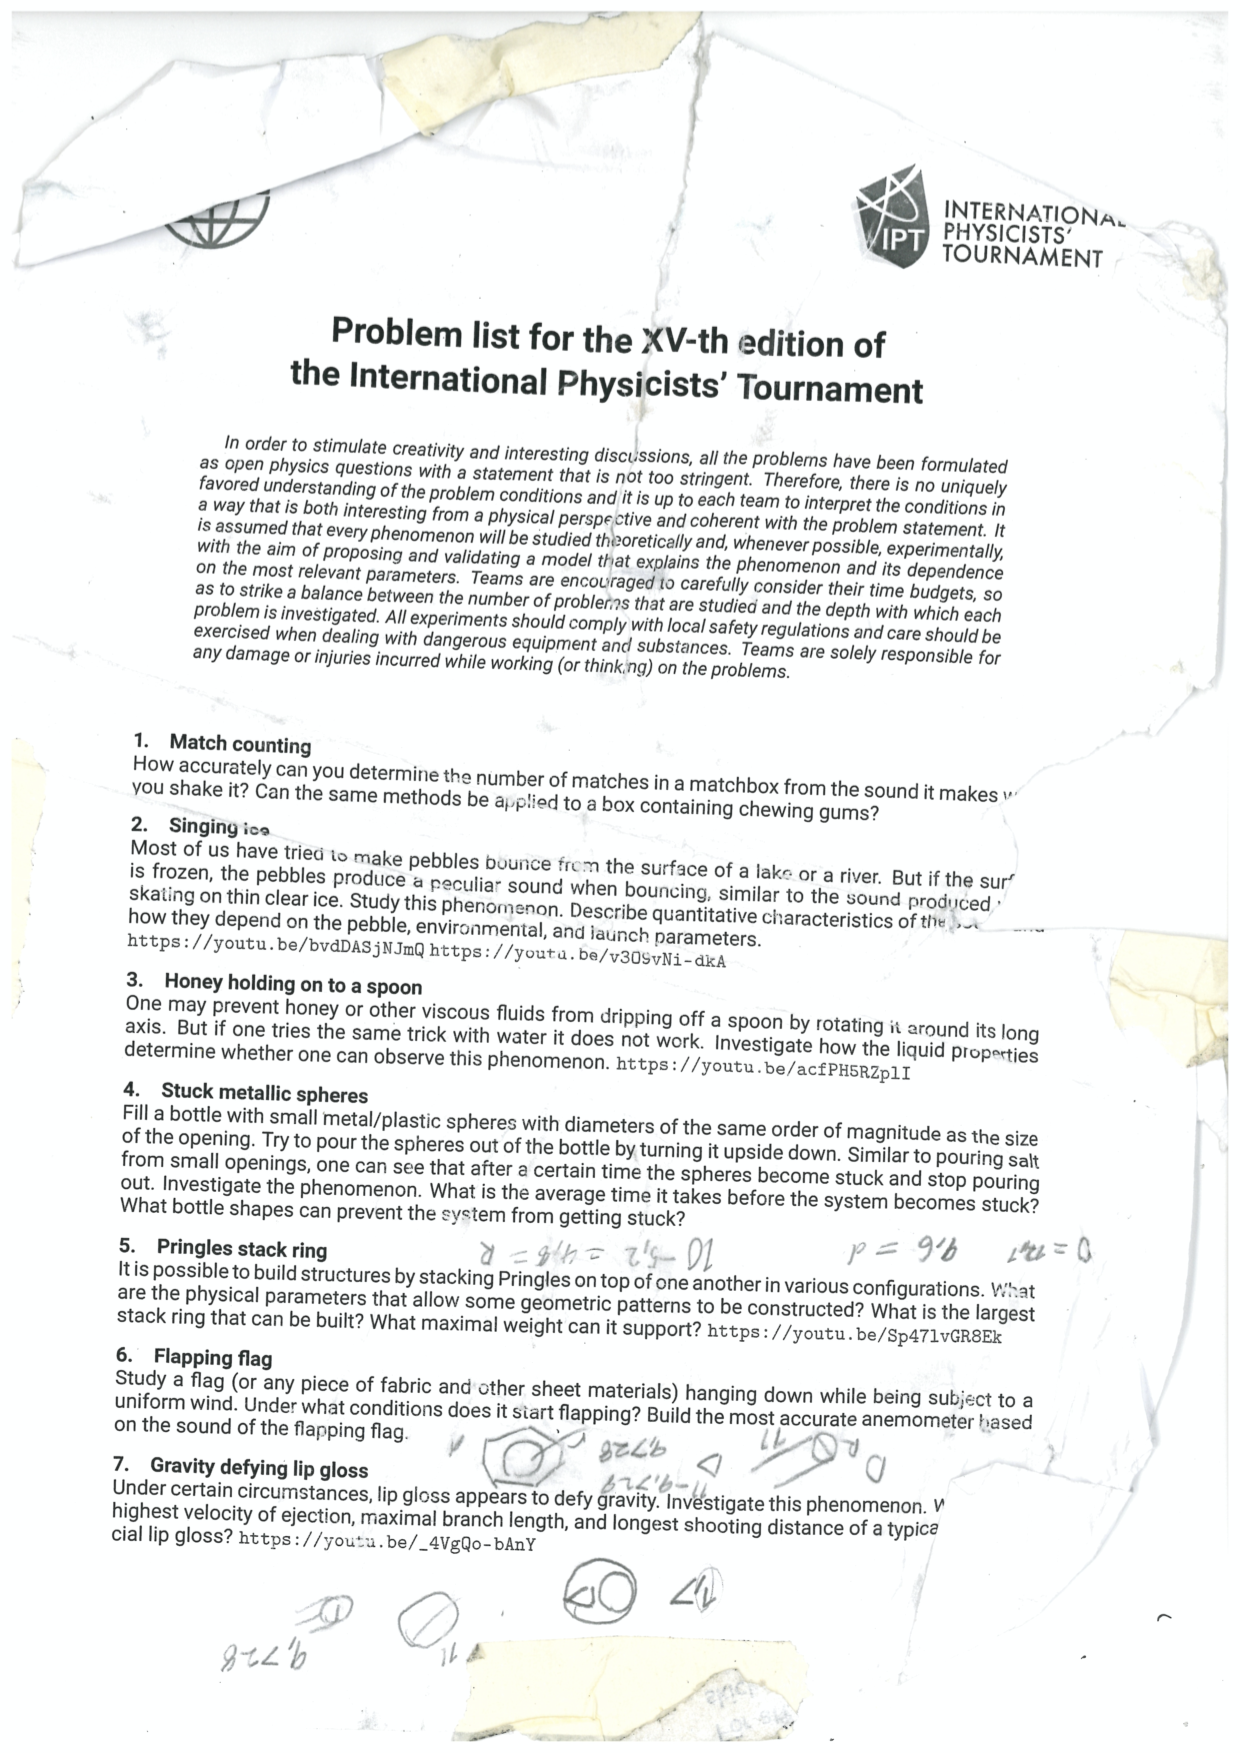 INTERNATIONAL
PHYSICISTS'
TOURNAMENT
IPT
Problem list for the XV-th edition of
the International Physicists' Tournament
In order to stimulate creativity and interesting discussions, all the problems have been formulated
as open physics questions with a statement that is not too stringent. Therefore, there is no uniquely
favored understanding of the problem conditions and it is up to each team to interpret the conditions in
a way that is both interesting from a physical perspective and coherent with the problem statement. It
is assumed that every phenomenon will be studied theoretically and, whenever possible, experimentally,
with the aim of proposing and validating a model that explains the phenomenon and its dependence
on the most relevant parameters. Teams are encouraged to carefully consider their time budgets, so
as to strike a balance between the number of problems that are studied and the depth with which each
problem is investigated. All experiments should comply with local safety regulations and care should be
exercised when dealing with dangerous equipment and substances. Teams are solely responsible for
any damage or injuries incurred while working (or thinking) on the problems.
1. Match counting
How accurately can you determine the number of matches in a matchbox from the sound it makes
you shake it? Can the same methods be applied to a box containing chewing gums?
2. Singing ice
Most of us have tried to make pebbles bounce from the surface of a lake or a river. But if the surf
is frozen, the pebbles produce a peculiar sound when bouncing, similar to the sound produced
skating on thin clear ice. Study this phenomenon. Describe quantitative characteristics of the
how they depend on the pebble, environmental, and launch parameters.
https://youtu.be/bvdDASjNJmQ https://youtu.be/v3O9vNi-dkA
3. Honey holding on to a spoon
One may prevent honey or other viscous fluids from dripping off a spoon by rotating it around its long
axis. But if one tries the same trick with water it does not work. Investigate how the liquid properties
determine whether one can observe this phenomenon. https://youtu.be/acfPH5RZplI
4. Stuck metallic spheres
Fill a bottle with small metal/plastic spheres with diameters of the same order of magnitude as the size
of the opening. Try to pour the spheres out of the bottle by turning it upside down. Similar to pouring salt
from small openings, one can see that after a certain time the spheres become stuck and stop pouring
out. Investigate the phenomenon. What is the average time it takes before the system becomes stuck?
What bottle shapes can prevent the system from getting stuck?
10 - 5,2 = 4,8 = R
d = 9,6
5. Pringles stack ring
It is possible to build structures by stacking Pringles on top of one another in various configurations. What
are the physical parameters that allow some geometric patterns to be constructed? What is the largest
stack ring that can be built? What maximal weight can it support? https://youtu.be/Sp471vGR8Ek
6. Flapping flag
Study a flag (or any piece of fabric and other sheet materials) hanging down while being subject to a
uniform wind. Under what conditions does it start flapping? Build the most accurate anemometer based
on the sound of the flapping flag.
9,728
11
D
7. Gravity defying lip gloss
Under certain circumstances, lip gloss appears to defy gravity. Investigate this phenomenon. W
highest velocity of ejection, maximal branch length, and longest shooting distance of a typica
cial lip gloss? https://youtu.be/_4VgQo-bAnY
9,728
11